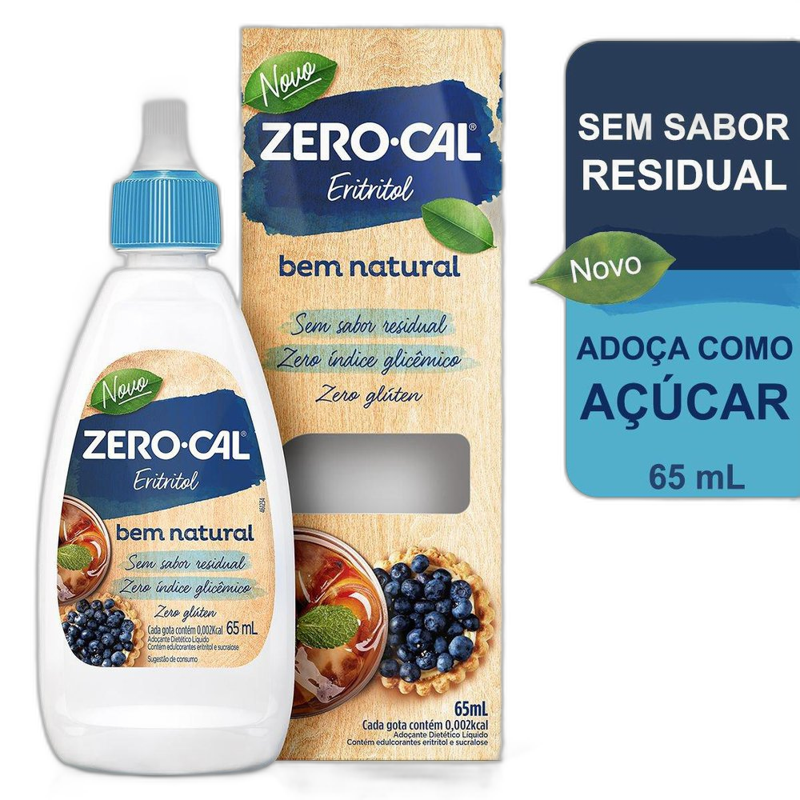 Novo
ZERO·CAL®
Eritritol
bem natural
Sem sabor residual
Zero índice glicêmico
Zero glúten
65mL
Cada gota contém 0,002kcal
Adoçante Dietético Líquido
Contém edulcorantes eritritol e sucralose
Novo
ZERO·CAL®
Eritritol
46234
bem natural
Sem sabor residual
Zero índice glicêmico
Zero glúten
Cada gota contém 0,002Kcal 65 mL
Adoçante Dietético Líquido
Contém edulcorantes eritritol e sucralose
Sugestão de consumo
SEM SABOR
RESIDUAL
Novo
ADOÇA COMO
AÇÚCAR
65 mL